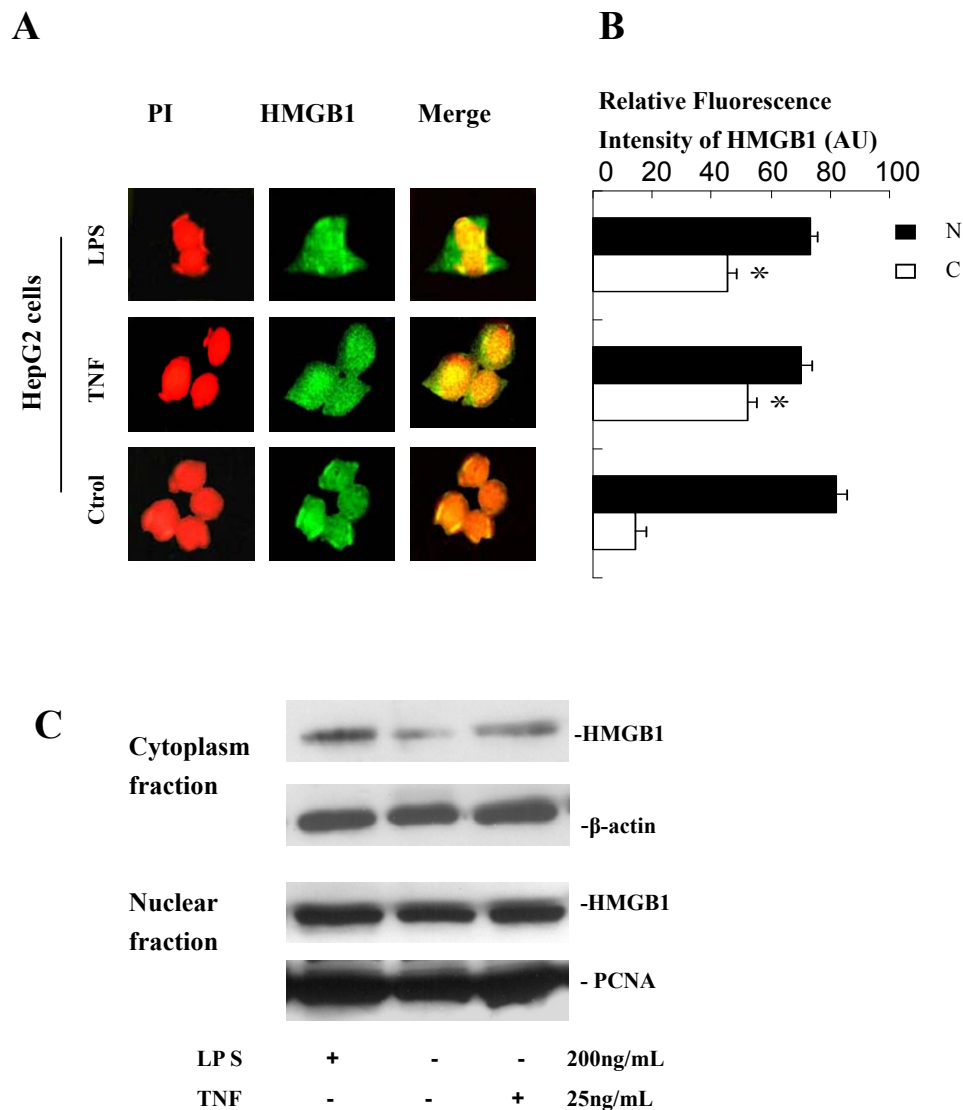 A
B
PI HMGB1 Merge
Relative Fluorescence
Intensity of HMGB1 (AU)
0 20 40 60 80 100
HepG2 cells
LPS
TNF
Ctrol
N
C
*
*
C
Cytoplasm
fraction
-HMGB1
-β-actin
Nuclear
fraction
-HMGB1
- PCNA
LP S + - - 200ng/mL
TNF - - + 25ng/mL